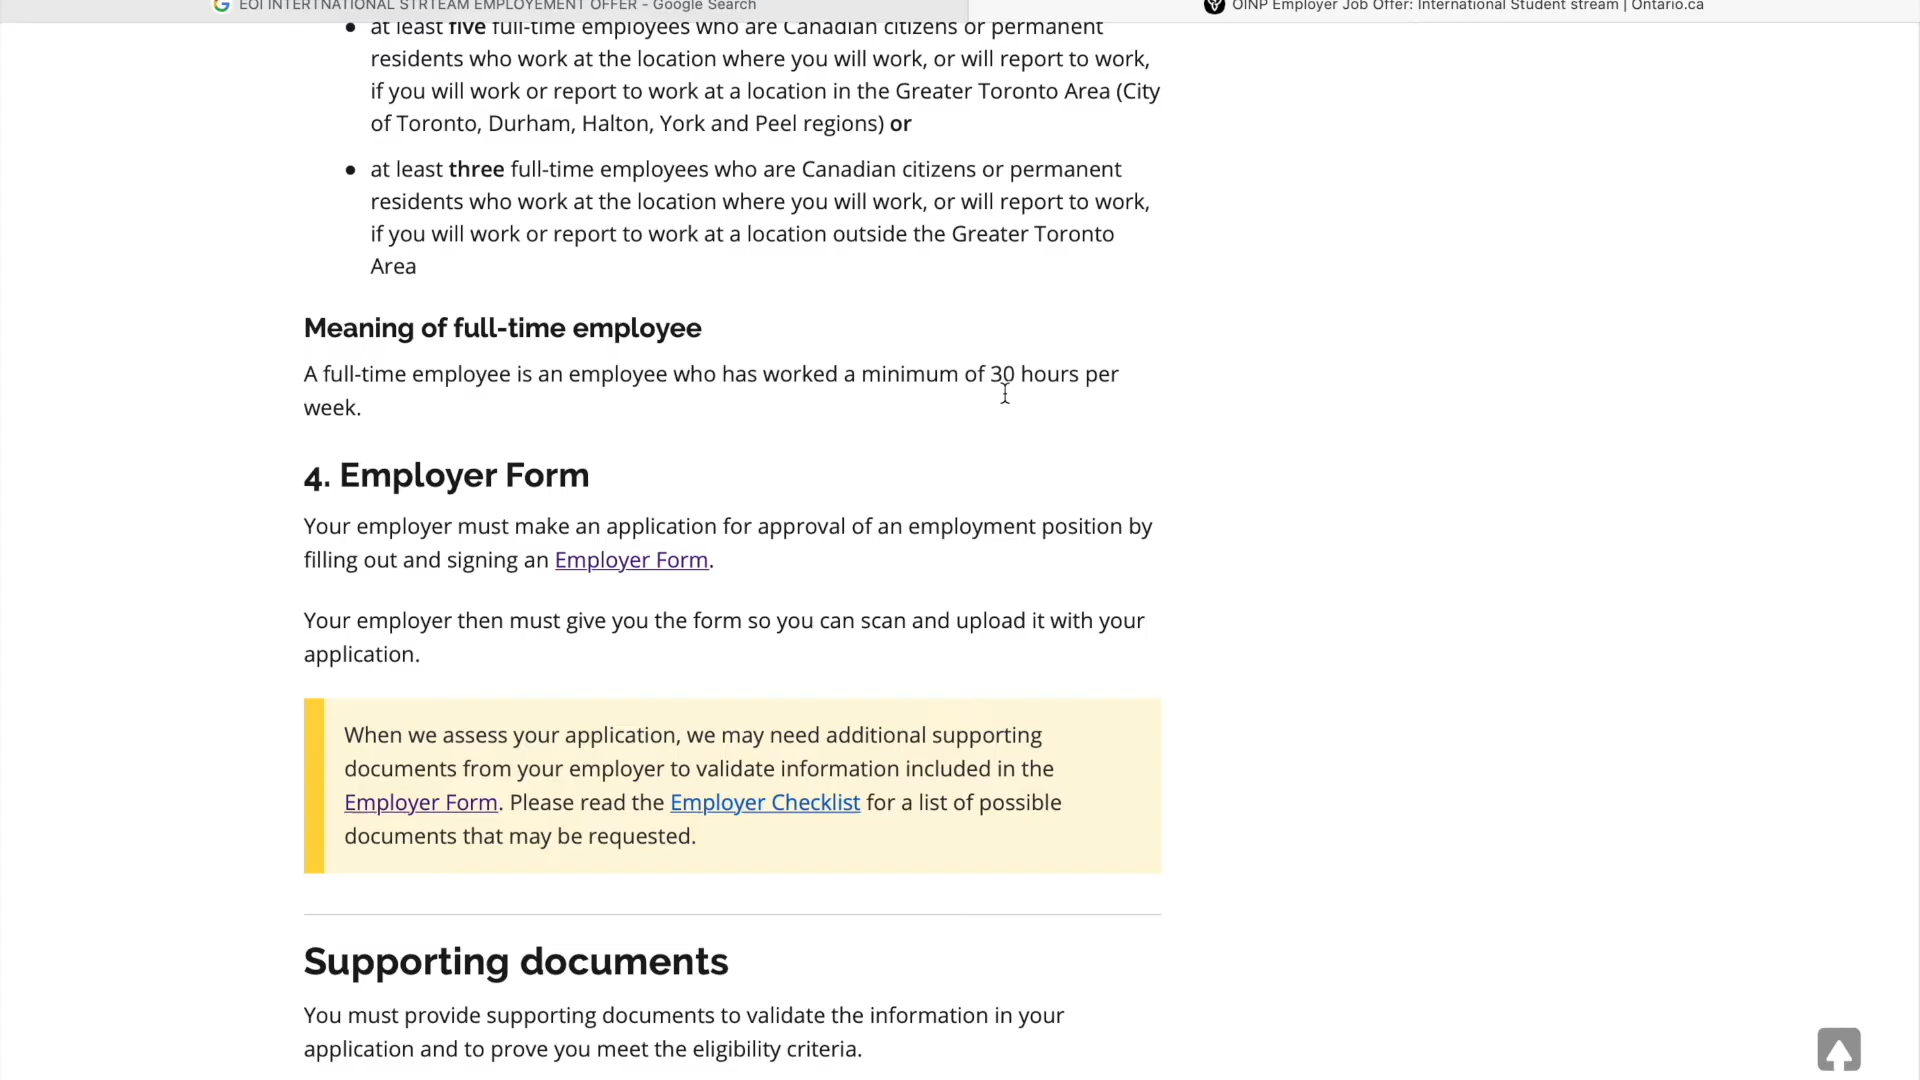 EOI INTERTNATIONAL STRTEAM EMPLOYEMENT OFFER - Google Search
OINP Employer Job Offer: International Student stream | Ontario.ca
• at least five full-time employees who are Canadian citizens or permanent
residents who work at the location where you will work, or will report to work,
if you will work or report to work at a location in the Greater Toronto Area (City
of Toronto, Durham, Halton, York and Peel regions) or
• at least three full-time employees who are Canadian citizens or permanent
residents who work at the location where you will work, or will report to work,
if you will work or report to work at a location outside the Greater Toronto
Area
Meaning of full-time employee
A full-time employee is an employee who has worked a minimum of 30 hours per
week.
4. Employer Form
Your employer must make an application for approval of an employment position by
filling out and signing an Employer Form.
Your employer then must give you the form so you can scan and upload it with your
application.
When we assess your application, we may need additional supporting
documents from your employer to validate information included in the
Employer Form. Please read the Employer Checklist for a list of possible
documents that may be requested.
Supporting documents
You must provide supporting documents to validate the information in your
application and to prove you meet the eligibility criteria.